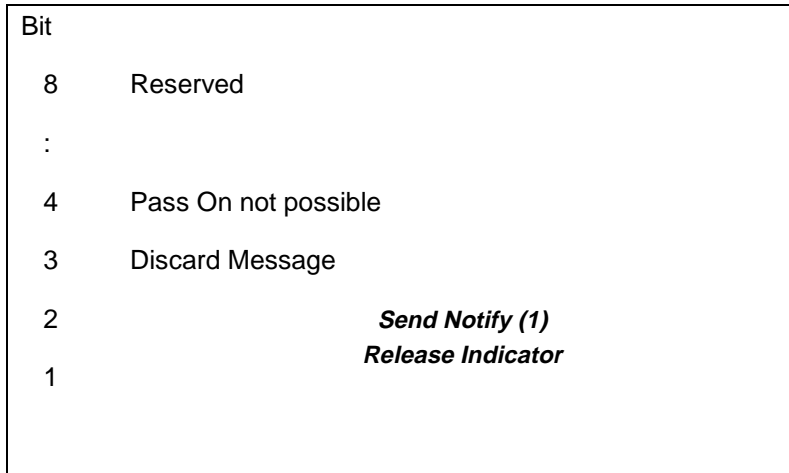 Bit
8 Reserved
:
4 Pass On not possible
3 Discard Message
2 Send Notify (1)
Release Indicator
1